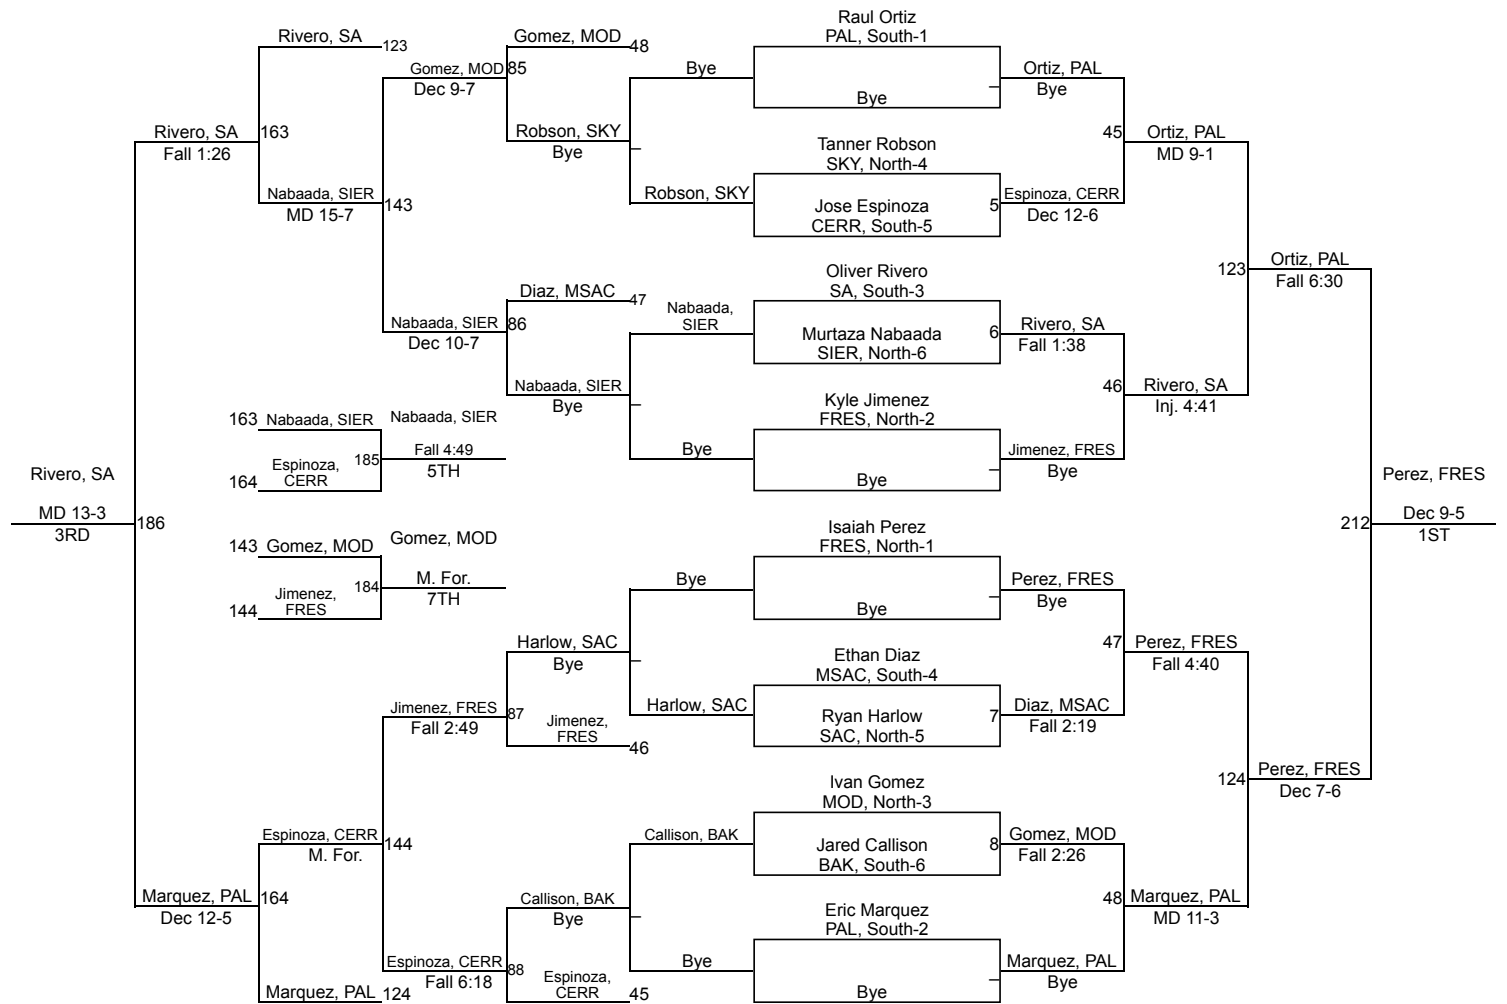 Raul Ortiz
PAL, South-1
Rivero, SA
123
Gomez, MOD
48
Gomez, MOD
85
Dec 9-7
Bye
Bye
Ortiz, PAL
Bye
Rivero, SA
Fall 1:26
163
Robson, SKY
Bye
Tanner Robson
SKY, North-4
45
Ortiz, PAL
MD 9-1
Nabaada, SIER
MD 15-7
143
Robson, SKY
Jose Espinoza
CERR, South-5
5
Espinoza, CERR
Dec 12-6
Oliver Rivero
SA, South-3
123
Ortiz, PAL
Fall 6:30
Diaz, MSAC
47
Nabaada, SIER
86
Dec 10-7
Nabaada,
SIER
Murtaza Nabaada
SIER, North-6
6
Rivero, SA
Fall 1:38
Nabaada, SIER
Bye
Kyle Jimenez
FRES, North-2
46
Rivero, SA
Inj. 4:41
163
Nabaada, SIER
Nabaada, SIER
Fall 4:49
5TH
185
Espinoza,
CERR
164
Bye
Bye
Jimenez, FRES
Bye
Rivero, SA
MD 13-3
3RD
186
Perez, FRES
212
Dec 9-5
1ST
Isaiah Perez
FRES, North-1
143
Gomez, MOD
Gomez, MOD
M. For.
7TH
184
Jimenez,
FRES
144
Bye
Bye
Perez, FRES
Bye
Harlow, SAC
Bye
Ethan Diaz
MSAC, South-4
47
Perez, FRES
Fall 4:40
Jimenez, FRES
87
Fall 2:49
Jimenez,
FRES
46
Harlow, SAC
Ryan Harlow
SAC, North-5
7
Diaz, MSAC
Fall 2:19
Ivan Gomez
MOD, North-3
124
Perez, FRES
Dec 7-6
Espinoza, CERR
M. For.
144
Callison, BAK
Jared Callison
BAK, South-6
8
Gomez, MOD
Fall 2:26
Marquez, PAL
Dec 12-5
164
Callison, BAK
Bye
Eric Marquez
PAL, South-2
48
Marquez, PAL
MD 11-3
Espinoza, CERR
Fall 6:18
88
Espinoza,
CERR
45
Bye
Bye
Marquez, PAL
Bye
Marquez, PAL
124